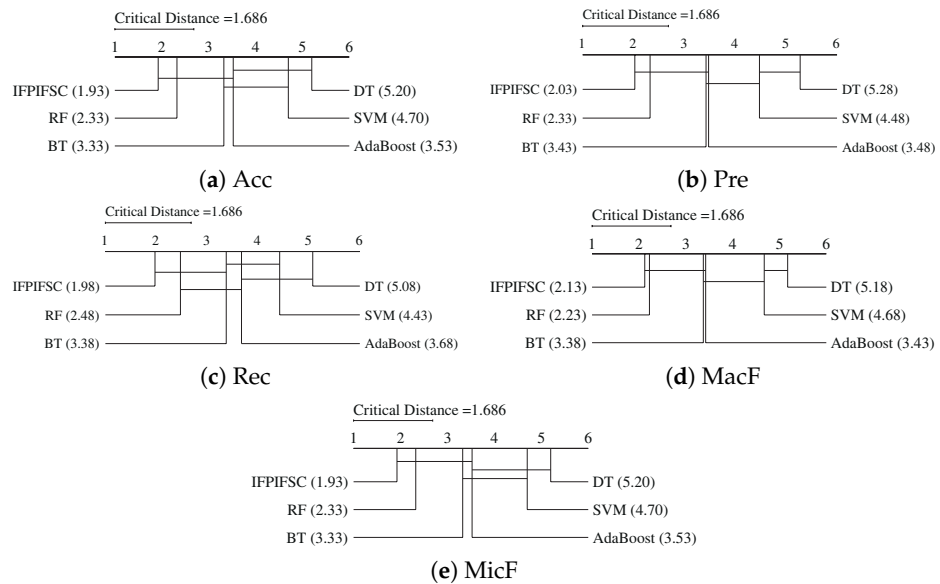 Critical Distance =1.686
1 2 3 4 5 6
IFPIFSC (1.93) DT (5.20)
RF (2.33) SVM (4.70)
BT (3.33) AdaBoost (3.53)
(a) Acc
Critical Distance =1.686
1 2 3 4 5 6
IFPIFSC (2.03) DT (5.28)
RF (2.33) SVM (4.48)
BT (3.43) AdaBoost (3.48)
(b) Pre
Critical Distance =1.686
1 2 3 4 5 6
IFPIFSC (1.98) DT (5.08)
RF (2.48) SVM (4.43)
BT (3.38) AdaBoost (3.68)
(c) Rec
Critical Distance =1.686
1 2 3 4 5 6
IFPIFSC (2.13) DT (5.18)
RF (2.23) SVM (4.68)
BT (3.38) AdaBoost (3.43)
(d) MacF
Critical Distance =1.686
1 2 3 4 5 6
IFPIFSC (1.93) DT (5.20)
RF (2.33) SVM (4.70)
BT (3.33) AdaBoost (3.53)
(e) MicF